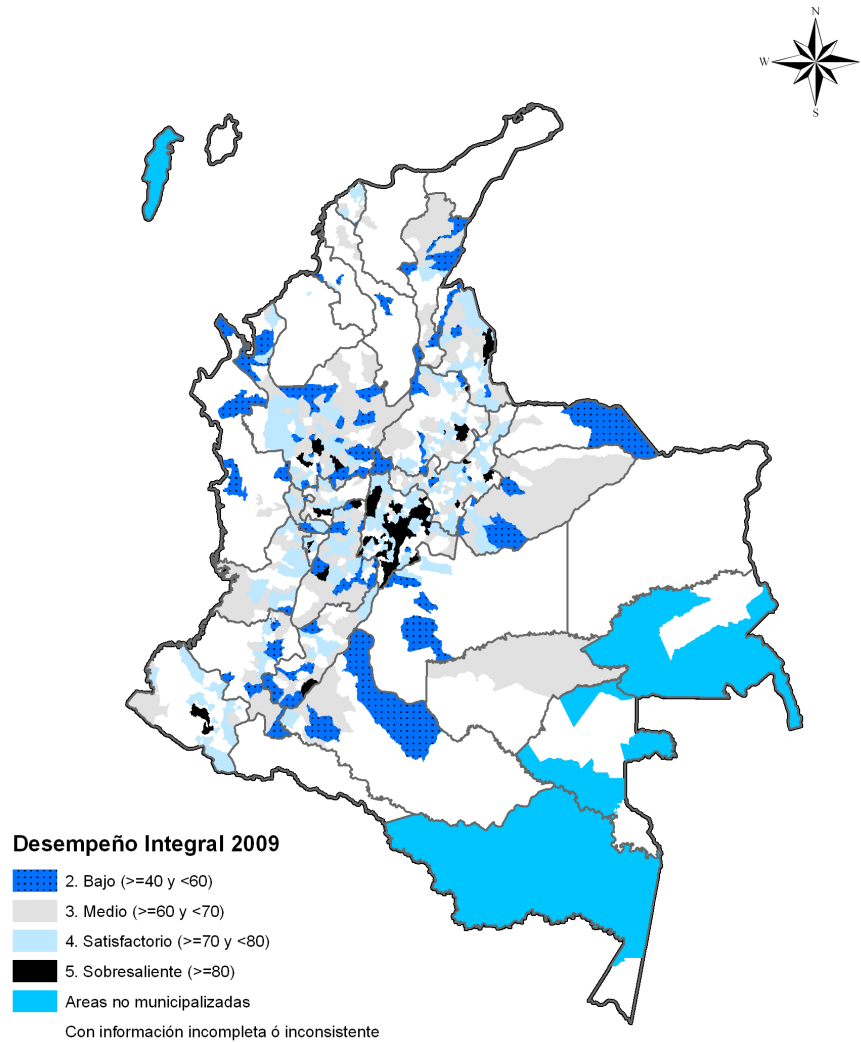 N
W
S
Desempeño Integral 2009
2. Bajo (>=40 y <60)
3. Medio (>=60 y <70)
4. Satisfactorio (>=70 y <80)
5. Sobresaliente (>=80)
Areas no municipalizadas
Con información incompleta ó inconsistente